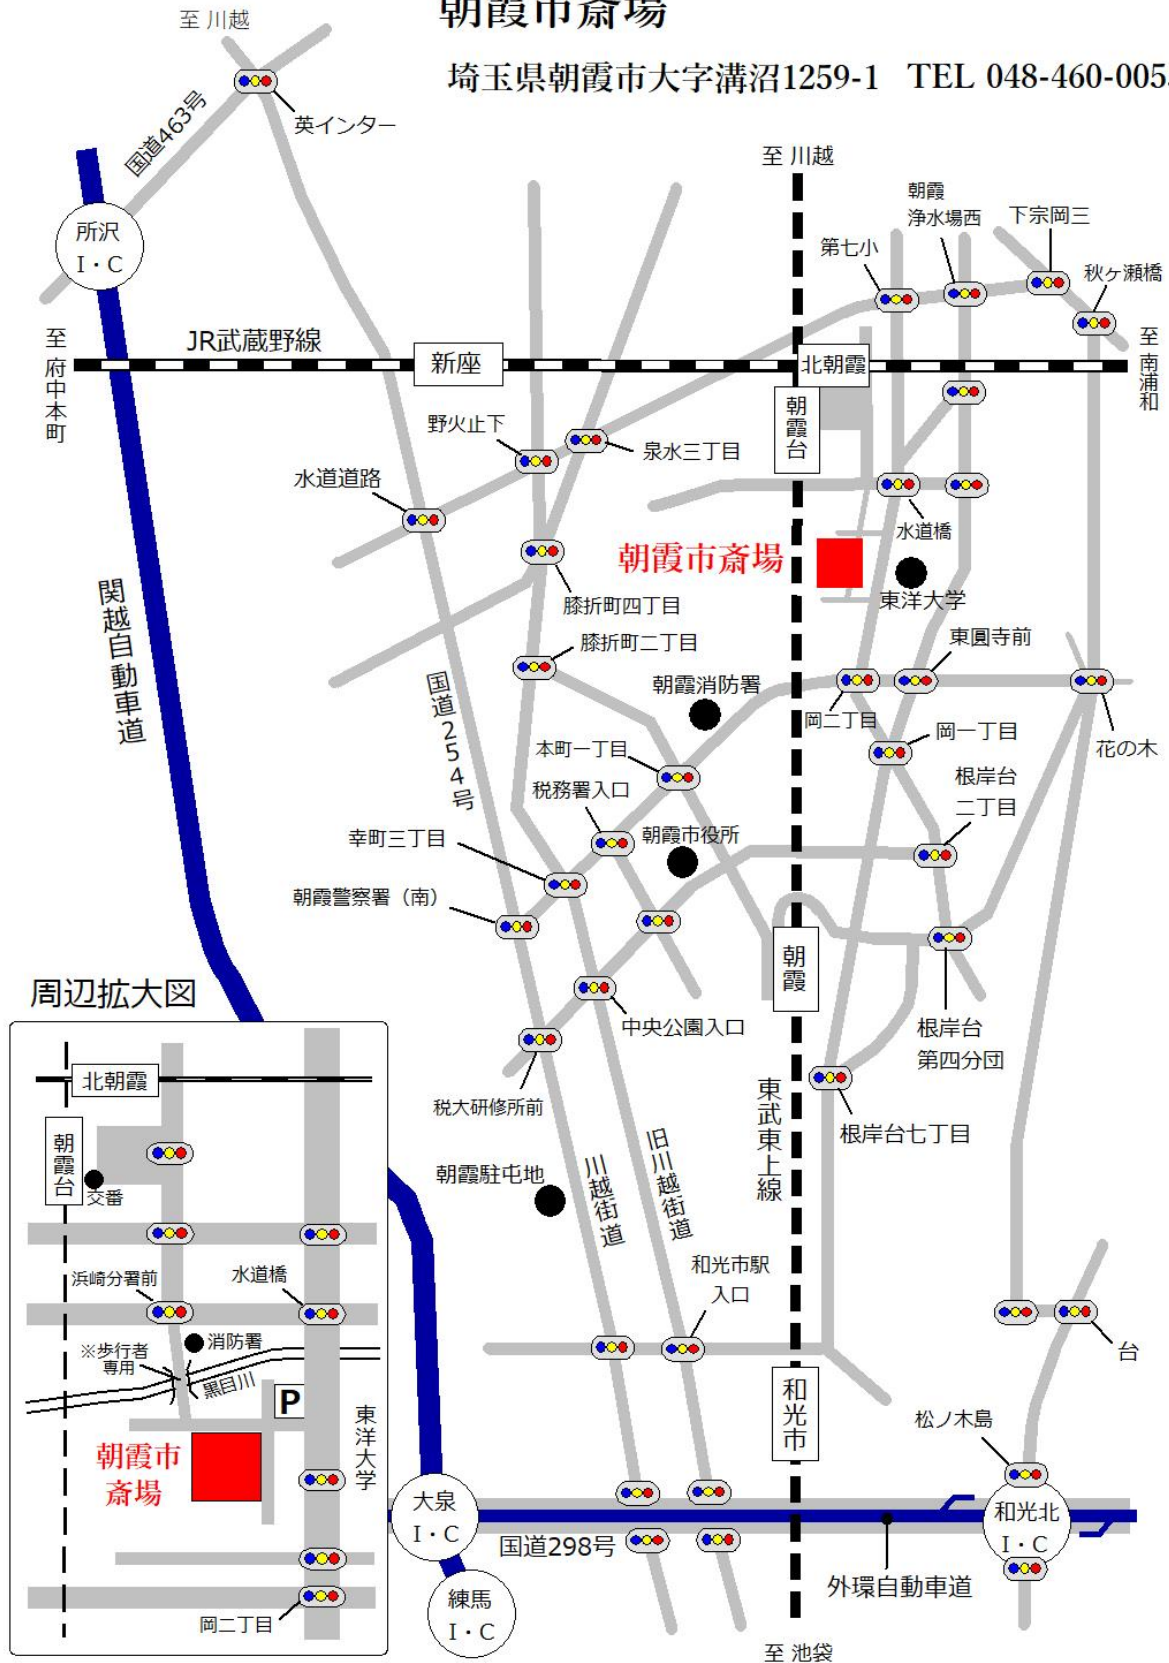 朝霞市斎場
埼玉県朝霞市大字溝沼1259-1 TEL 048-460-005
至 川越
国道463号
英インター
至 川越
朝霞
浄水場西
下宗岡三
第七小
秋ヶ瀬橋
所沢
I・C
至 府中本町
JR武蔵野線
新座
北朝霞
至 南浦和
朝霞台
野火止下
泉水三丁目
水道道路
水道橋
朝霞市斎場
東洋大学
関越自動車道
膝折町四丁目
膝折町二丁目
東圓寺前
国道254号
朝霞消防署
岡二丁目
岡一丁目
花の木
本町一丁目
税務署入口
根岸台
二丁目
幸町三丁目
朝霞市役所
朝霞警察署（南）
朝霞
中央公園入口
根岸台
第四分団
税大研修所前
東武東上線
根岸台七丁目
朝霞駐屯地
川越街道
旧川越街道
和光市駅
入口
台
和光市
松ノ木島
大泉
I・C
国道298号
和光北
I・C
外環自動車道
練馬
I・C
至 池袋
周辺拡大図
北朝霞
朝霞台
交番
浜崎分署前
水道橋
※歩行者
専用
消防署
黒目川
P
東洋大学
朝霞市
斎場
岡二丁目